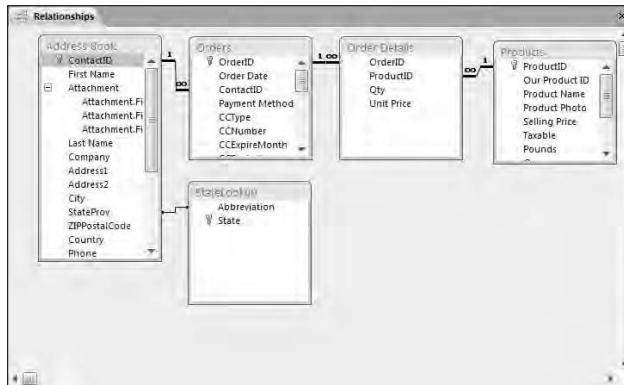 Relationships
Address Book
ContactID
First Name
Attachment
Attachment.Fi
Attachment.Fi
Attachment.Fi
Last Name
Company
Address1
Address2
City
StateProv
ZIPPostalCode
Country
Phone
1
∞
Orders
OrderID
Order Date
ContactID
Payment Method
CCType
CCNumber
CCExpireMonth
1 ∞
Order Details
OrderID
ProductID
Qty
Unit Price
∞ 1
Products
ProductID
Our Product ID
Product Name
Product Photo
Selling Price
Taxable
Pounds
StateLookup
Abbreviation
State